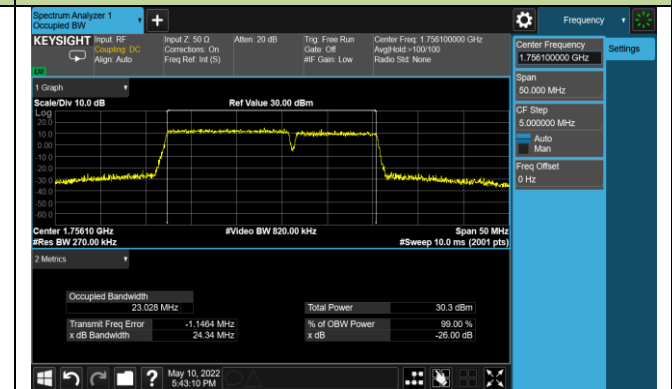 Spectrum Analyzer 1
Occupied BW
+
Frequency
KEYSIGHT
Input: RF
Coupling: DC
Align: Auto
Input Z: 50 Ω
Corrections: On
Freq Ref: Int (S)
Atten: 20 dB
Trig: Free Run
Gate: Off
#IF Gain: Low
Center Freq: 1.756100000 GHz
Avg|Hold:>100/100
Radio Std: None
Center Frequency
1.756100000 GHz
Settings
Span
50.000 MHz
CF Step
5.000000 MHz
Auto
Man
Freq Offset
0 Hz
1 Graph
Scale/Div 10.0 dB
Ref Value 30.00 dBm
Log
20.0
10.0
0.00
-10.0
-20.0
-30.0
-40.0
-50.0
-60.0
Center 1.75610 GHz
#Video BW 820.00 kHz
Span 50 MHz
#Res BW 270.00 kHz
#Sweep 10.0 ms (2001 pts)
2 Metrics
Occupied Bandwidth
23.028 MHz
Total Power
30.3 dBm
Transmit Freq Error
-1.1464 MHz
% of OBW Power
99.00 %
x dB Bandwidth
24.34 MHz
x dB
-26.00 dB
?
May 10, 2022
5:43:10 PM